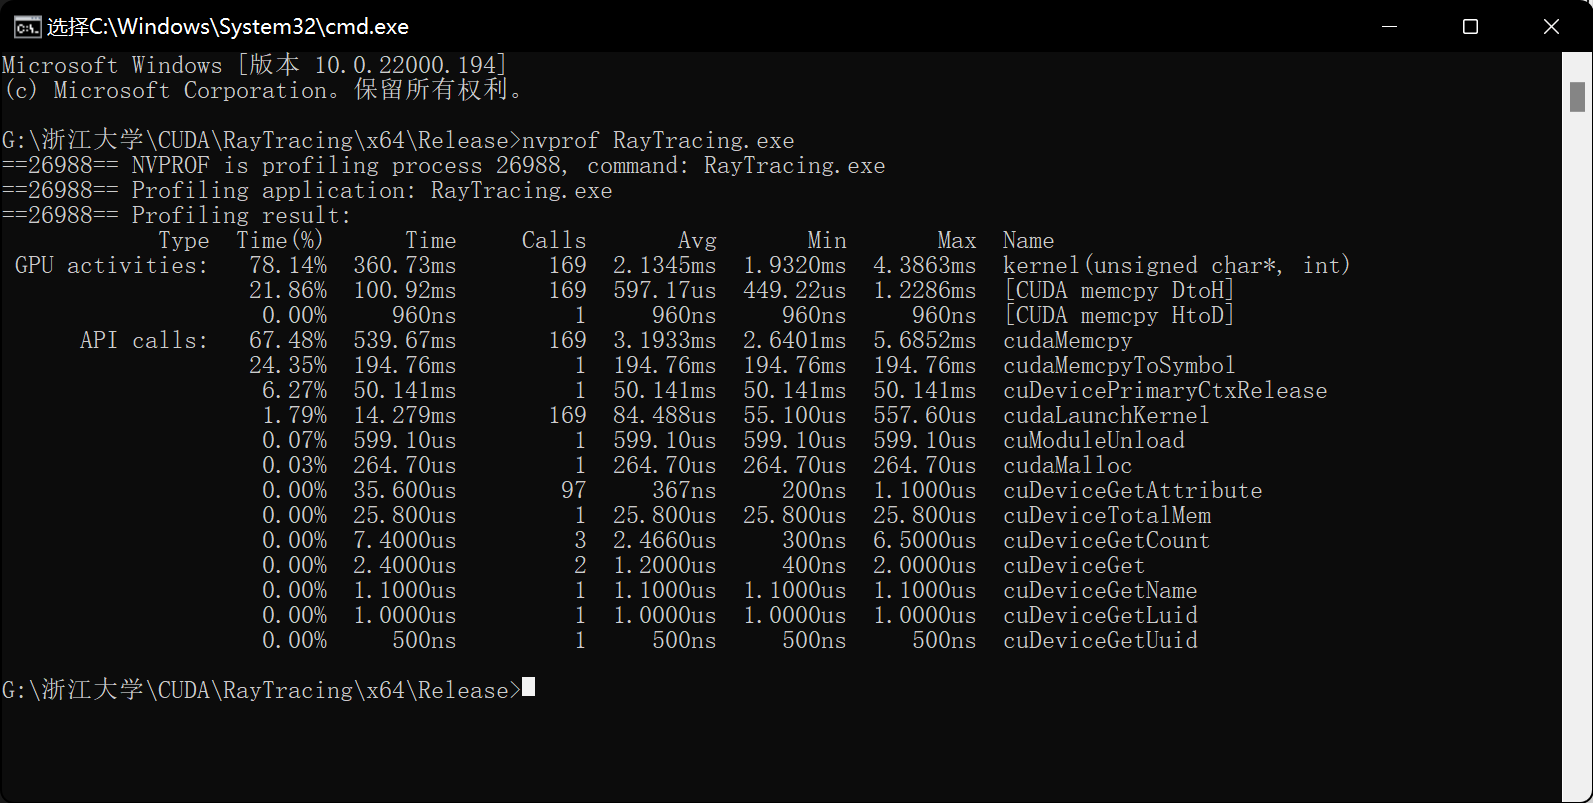 选择C:\Windows\System32\cmd.exe
Microsoft Windows [版本 10.0.22000.194]
(c) Microsoft Corporation。保留所有权利。
G:\浙江大学\CUDA\RayTracing\x64\Release>nvprof RayTracing.exe
==26988== NVPROF is profiling process 26988, command: RayTracing.exe
==26988== Profiling application: RayTracing.exe
==26988== Profiling result:
Type Time(%) Time Calls Avg Min Max Name
GPU activities: 78.14% 360.73ms 169 2.1345ms 1.9320ms 4.3863ms kernel(unsigned char*, int)
21.86% 100.92ms 169 597.17us 449.22us 1.2286ms [CUDA memcpy DtoH]
0.00% 960ns 1 960ns 960ns 960ns [CUDA memcpy HtoD]
API calls: 67.48% 539.67ms 169 3.1933ms 2.6401ms 5.6852ms cudaMemcpy
24.35% 194.76ms 1 194.76ms 194.76ms 194.76ms cudaMemcpyToSymbol
6.27% 50.141ms 1 50.141ms 50.141ms 50.141ms cuDevicePrimaryCtxRelease
1.79% 14.279ms 169 84.488us 55.100us 557.60us cudaLaunchKernel
0.07% 599.10us 1 599.10us 599.10us 599.10us cuModuleUnload
0.03% 264.70us 1 264.70us 264.70us 264.70us cudaMalloc
0.00% 35.600us 97 367ns 200ns 1.1000us cuDeviceGetAttribute
0.00% 25.800us 1 25.800us 25.800us 25.800us cuDeviceTotalMem
0.00% 7.4000us 3 2.4660us 300ns 6.5000us cuDeviceGetCount
0.00% 2.4000us 2 1.2000us 400ns 2.0000us cuDeviceGet
0.00% 1.1000us 1 1.1000us 1.1000us 1.1000us cuDeviceGetName
0.00% 1.0000us 1 1.0000us 1.0000us 1.0000us cuDeviceGetLuid
0.00% 500ns 1 500ns 500ns 500ns cuDeviceGetUuid
G:\浙江大学\CUDA\RayTracing\x64\Release>